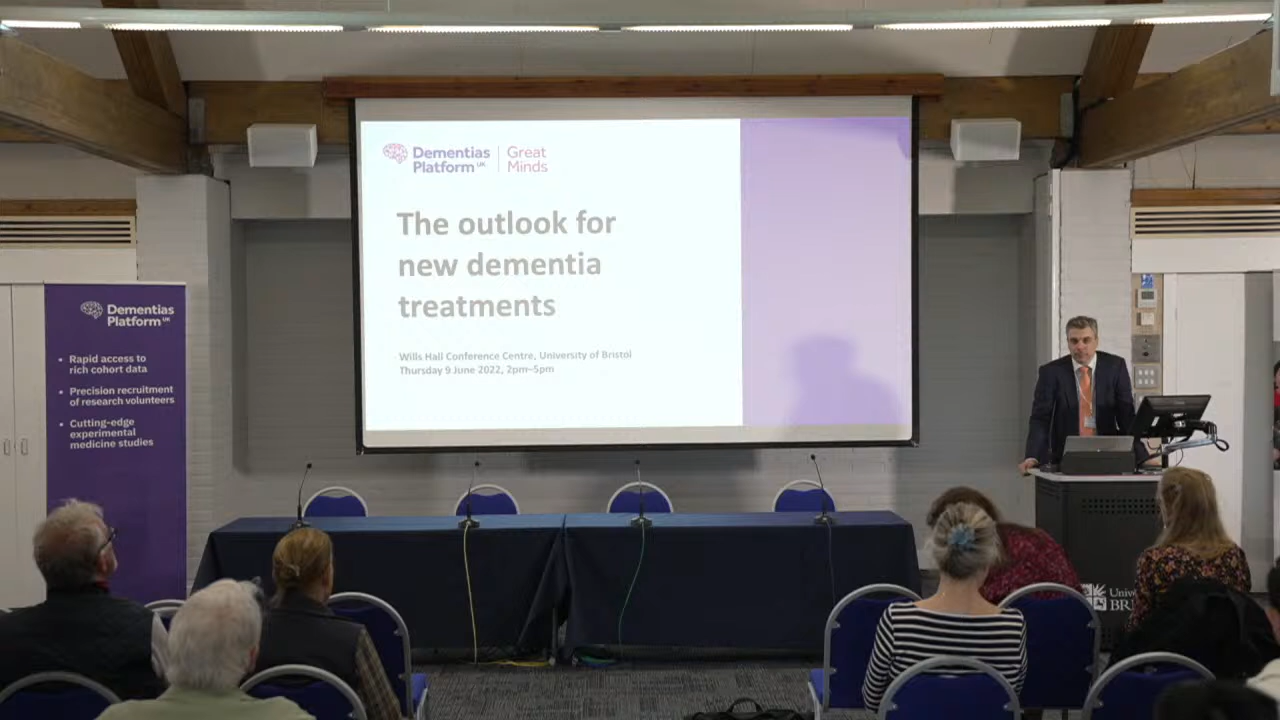 Dementias
Platform UK
Great
Minds
The outlook for
new dementia
treatments
Wills Hall Conference Centre, University of Bristol
Thursday 9 June 2022, 2pm–5pm
Dementias
Platform UK
• Rapid access to
rich cohort data
• Precision recruitment
of research volunteers
• Cutting-edge
experimental
medicine studies